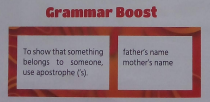 Grammar Boost
To show that something
belongs to someone,
use apostrophe ('s).
father's name
mother's name